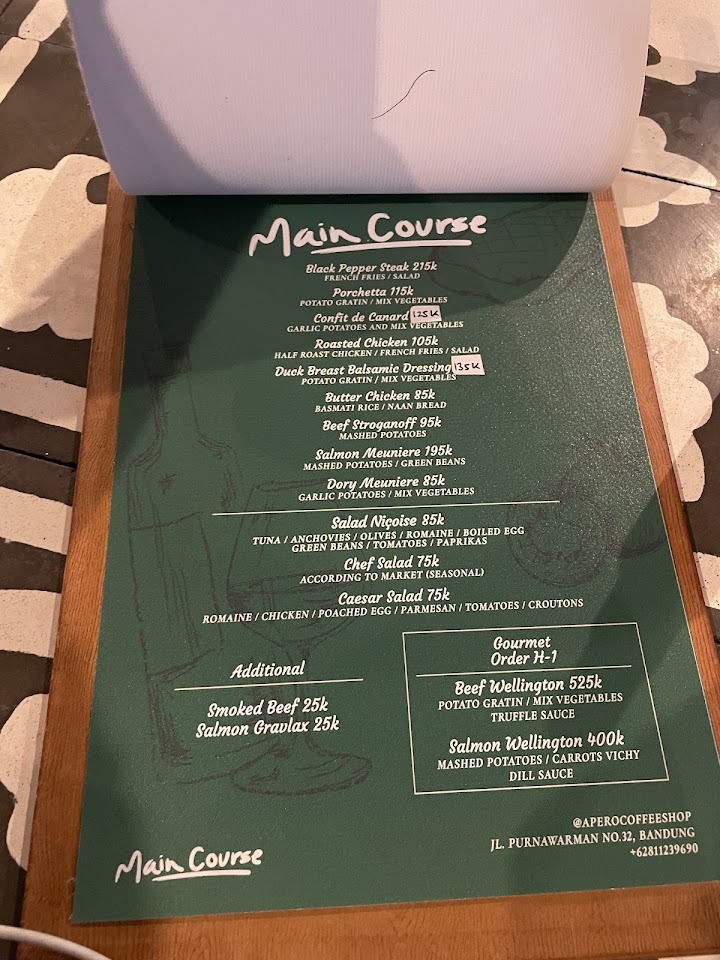 Main Course
Black Pepper Steak 215k
FRENCH FRIES / SALAD
Porchetta 115k
POTATO GRATIN / MIX VEGETABLES
Confit de Canard 125K
GARLIC POTATOES AND MIX VEGETABLES
Roasted Chicken 105k
HALF ROAST CHICKEN / FRENCH FRIES / SALAD
Duck Breast Balsamic Dressing 135K
POTATO GRATIN / MIX VEGETABLES
Butter Chicken 85k
BASMATI RICE / NAAN BREAD
Beef Stroganoff 95k
MASHED POTATOES
Salmon Meuniere 195k
MASHED POTATOES / GREEN BEANS
Dory Meuniere 85k
GARLIC POTATOES / MIX VEGETABLES
Salad Niçoise 85k
TUNA / ANCHOVIES / OLIVES / ROMAINE / BOILED EGG
GREEN BEANS / TOMATOES / PAPRIKAS
Chef Salad 75k
ACCORDING TO MARKET (SEASONAL)
Caesar Salad 75k
ROMAINE / CHICKEN / POACHED EGG / PARMESAN / TOMATOES / CROUTONS
Additional
Smoked Beef 25k
Salmon Gravlax 25k
Gourmet
Order H-1
Beef Wellington 525k
POTATO GRATIN / MIX VEGETABLES
TRUFFLE SAUCE
Salmon Wellington 400k
MASHED POTATOES / CARROTS VICHY
DILL SAUCE
@APEROCOFFEESHOP
JL. PURNAWARMAN NO.32, BANDUNG
+62811239690
Main Course